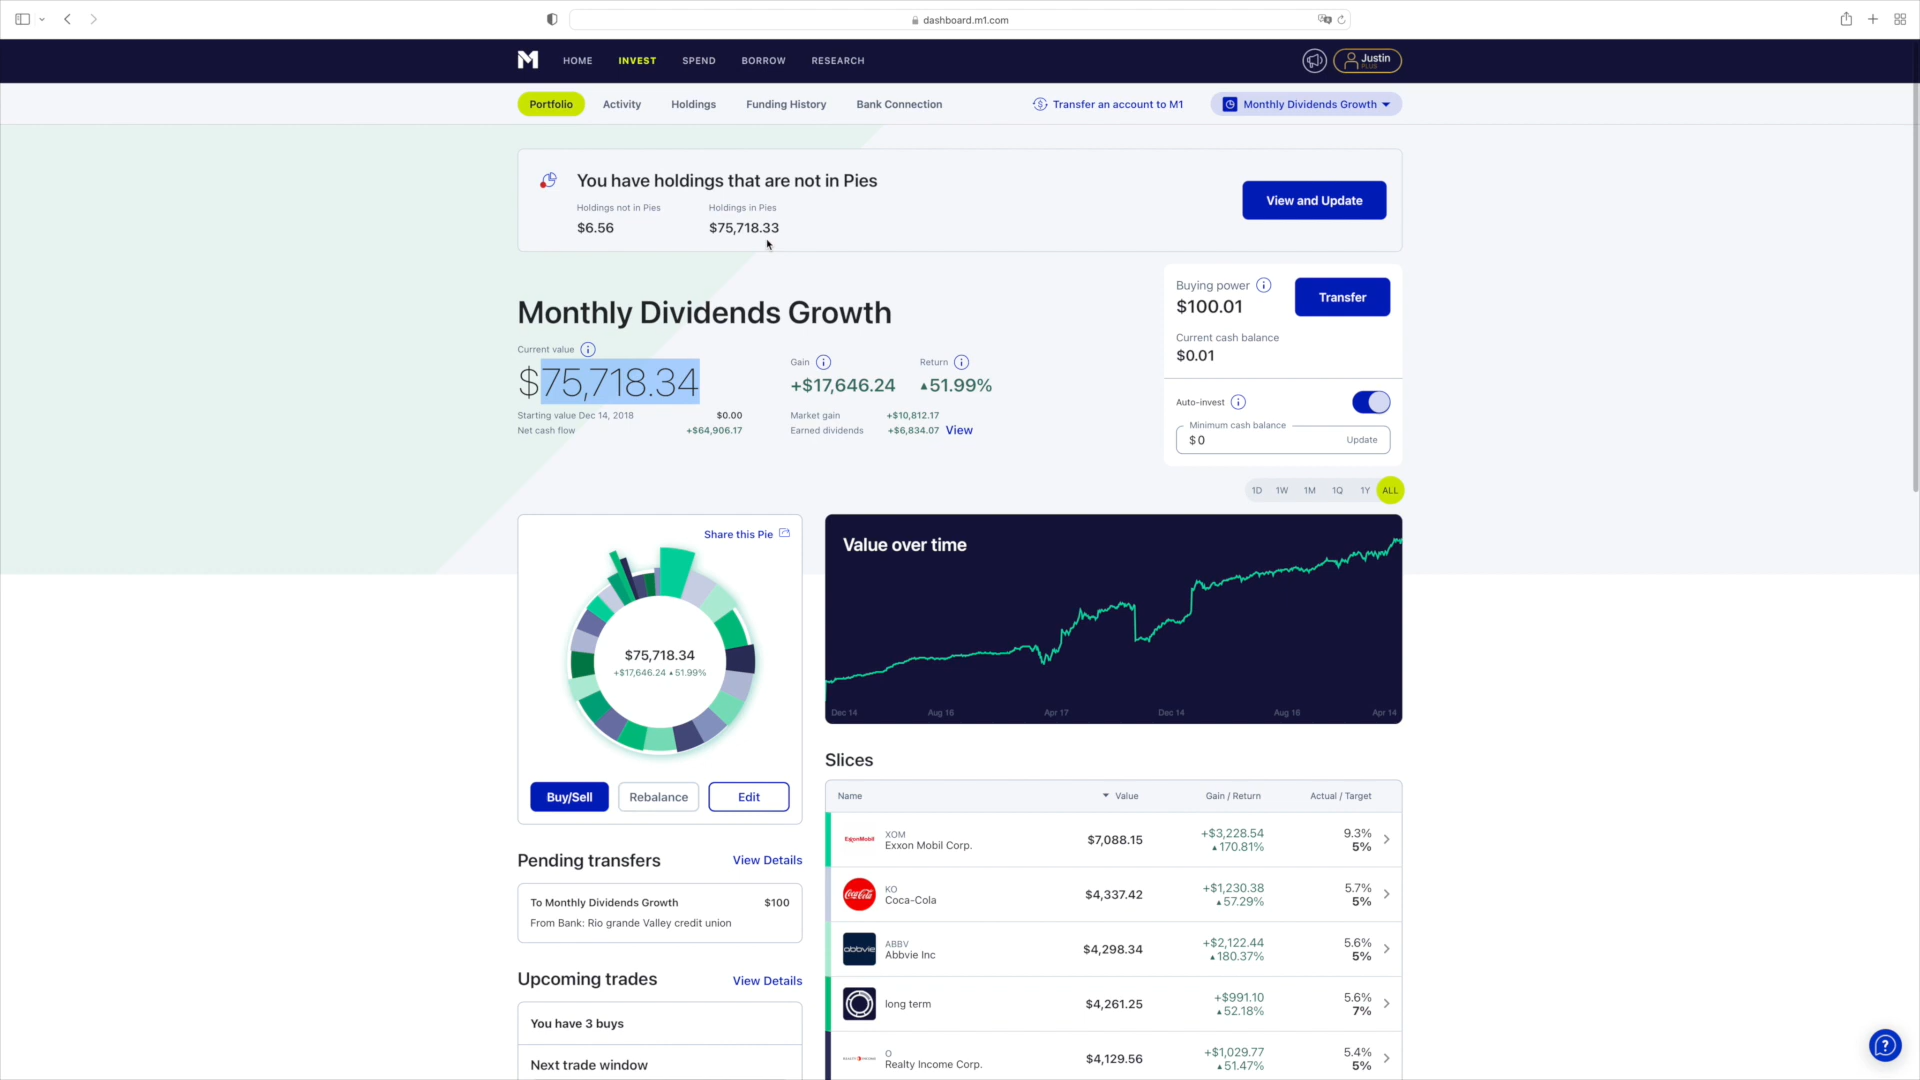 dashboard.m1.com
HOME INVEST SPEND BORROW RESEARCH
Justin
PLUS
Portfolio Activity Holdings Funding History Bank Connection Transfer an account to M1 Monthly Dividends Growth
You have holdings that are not in Pies
Holdings not in Pies Holdings in Pies
$6.56 $75,718.33
View and Update
Monthly Dividends Growth
Current value
$75,718.34
Starting value Dec 14, 2018 $0.00
Net cash flow +$64,906.17
Gain Return
+$17,646.24 ▲51.99%
Market gain +$10,812.17
Earned dividends +$6,834.07 View
Buying power
$100.01
Transfer
Current cash balance
$0.01
Auto-invest
Minimum cash balance
$0 Update
1D 1W 1M 1Q 1Y ALL
Share this Pie
$75,718.34
+$17,646.24 ▲51.99%
Buy/Sell Rebalance Edit
Value over time
Dec 14 Aug 16 Apr 17 Dec 14 Aug 16 Apr 14
Pending transfers View Details
To Monthly Dividends Growth $100
From Bank: Rio grande Valley credit union
Upcoming trades View Details
You have 3 buys
Next trade window
Slices
Name Value Gain / Return Actual / Target
ExxonMobil
XOM
Exxon Mobil Corp.
$7,088.15
+$3,228.54
▲170.81%
9.3%
5%
Coca-Cola
KO
Coca-Cola
$4,337.42
+$1,230.38
▲57.29%
5.7%
5%
abbvie
ABBV
Abbvie Inc
$4,298.34
+$2,122.44
▲180.37%
5.6%
5%
long term
$4,261.25
+$991.10
▲52.18%
5.6%
7%
REALTY INCOME
O
Realty Income Corp.
$4,129.56
+$1,029.77
▲51.47%
5.4%
5%